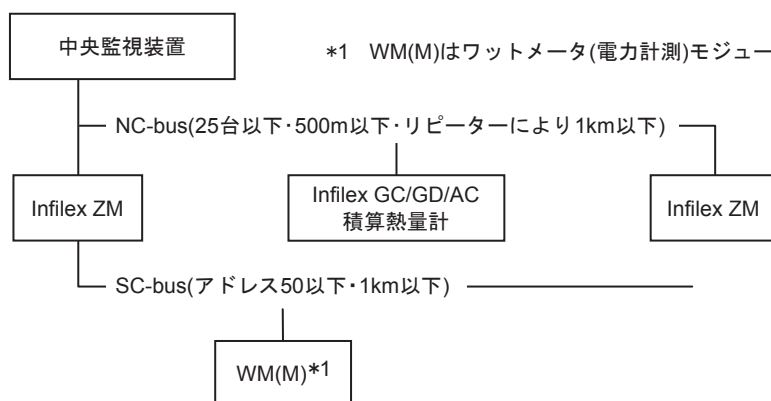 中央監視装置
*1 WM(M)はワットメータ(電力計測)モジュー
NC-bus(25台以下･500m以下･リピーターにより1km以下)
Infilex ZM
Infilex GC/GD/AC
積算熱量計
Infilex ZM
SC-bus(アドレス50以下･1km以下)
WM(M)*1